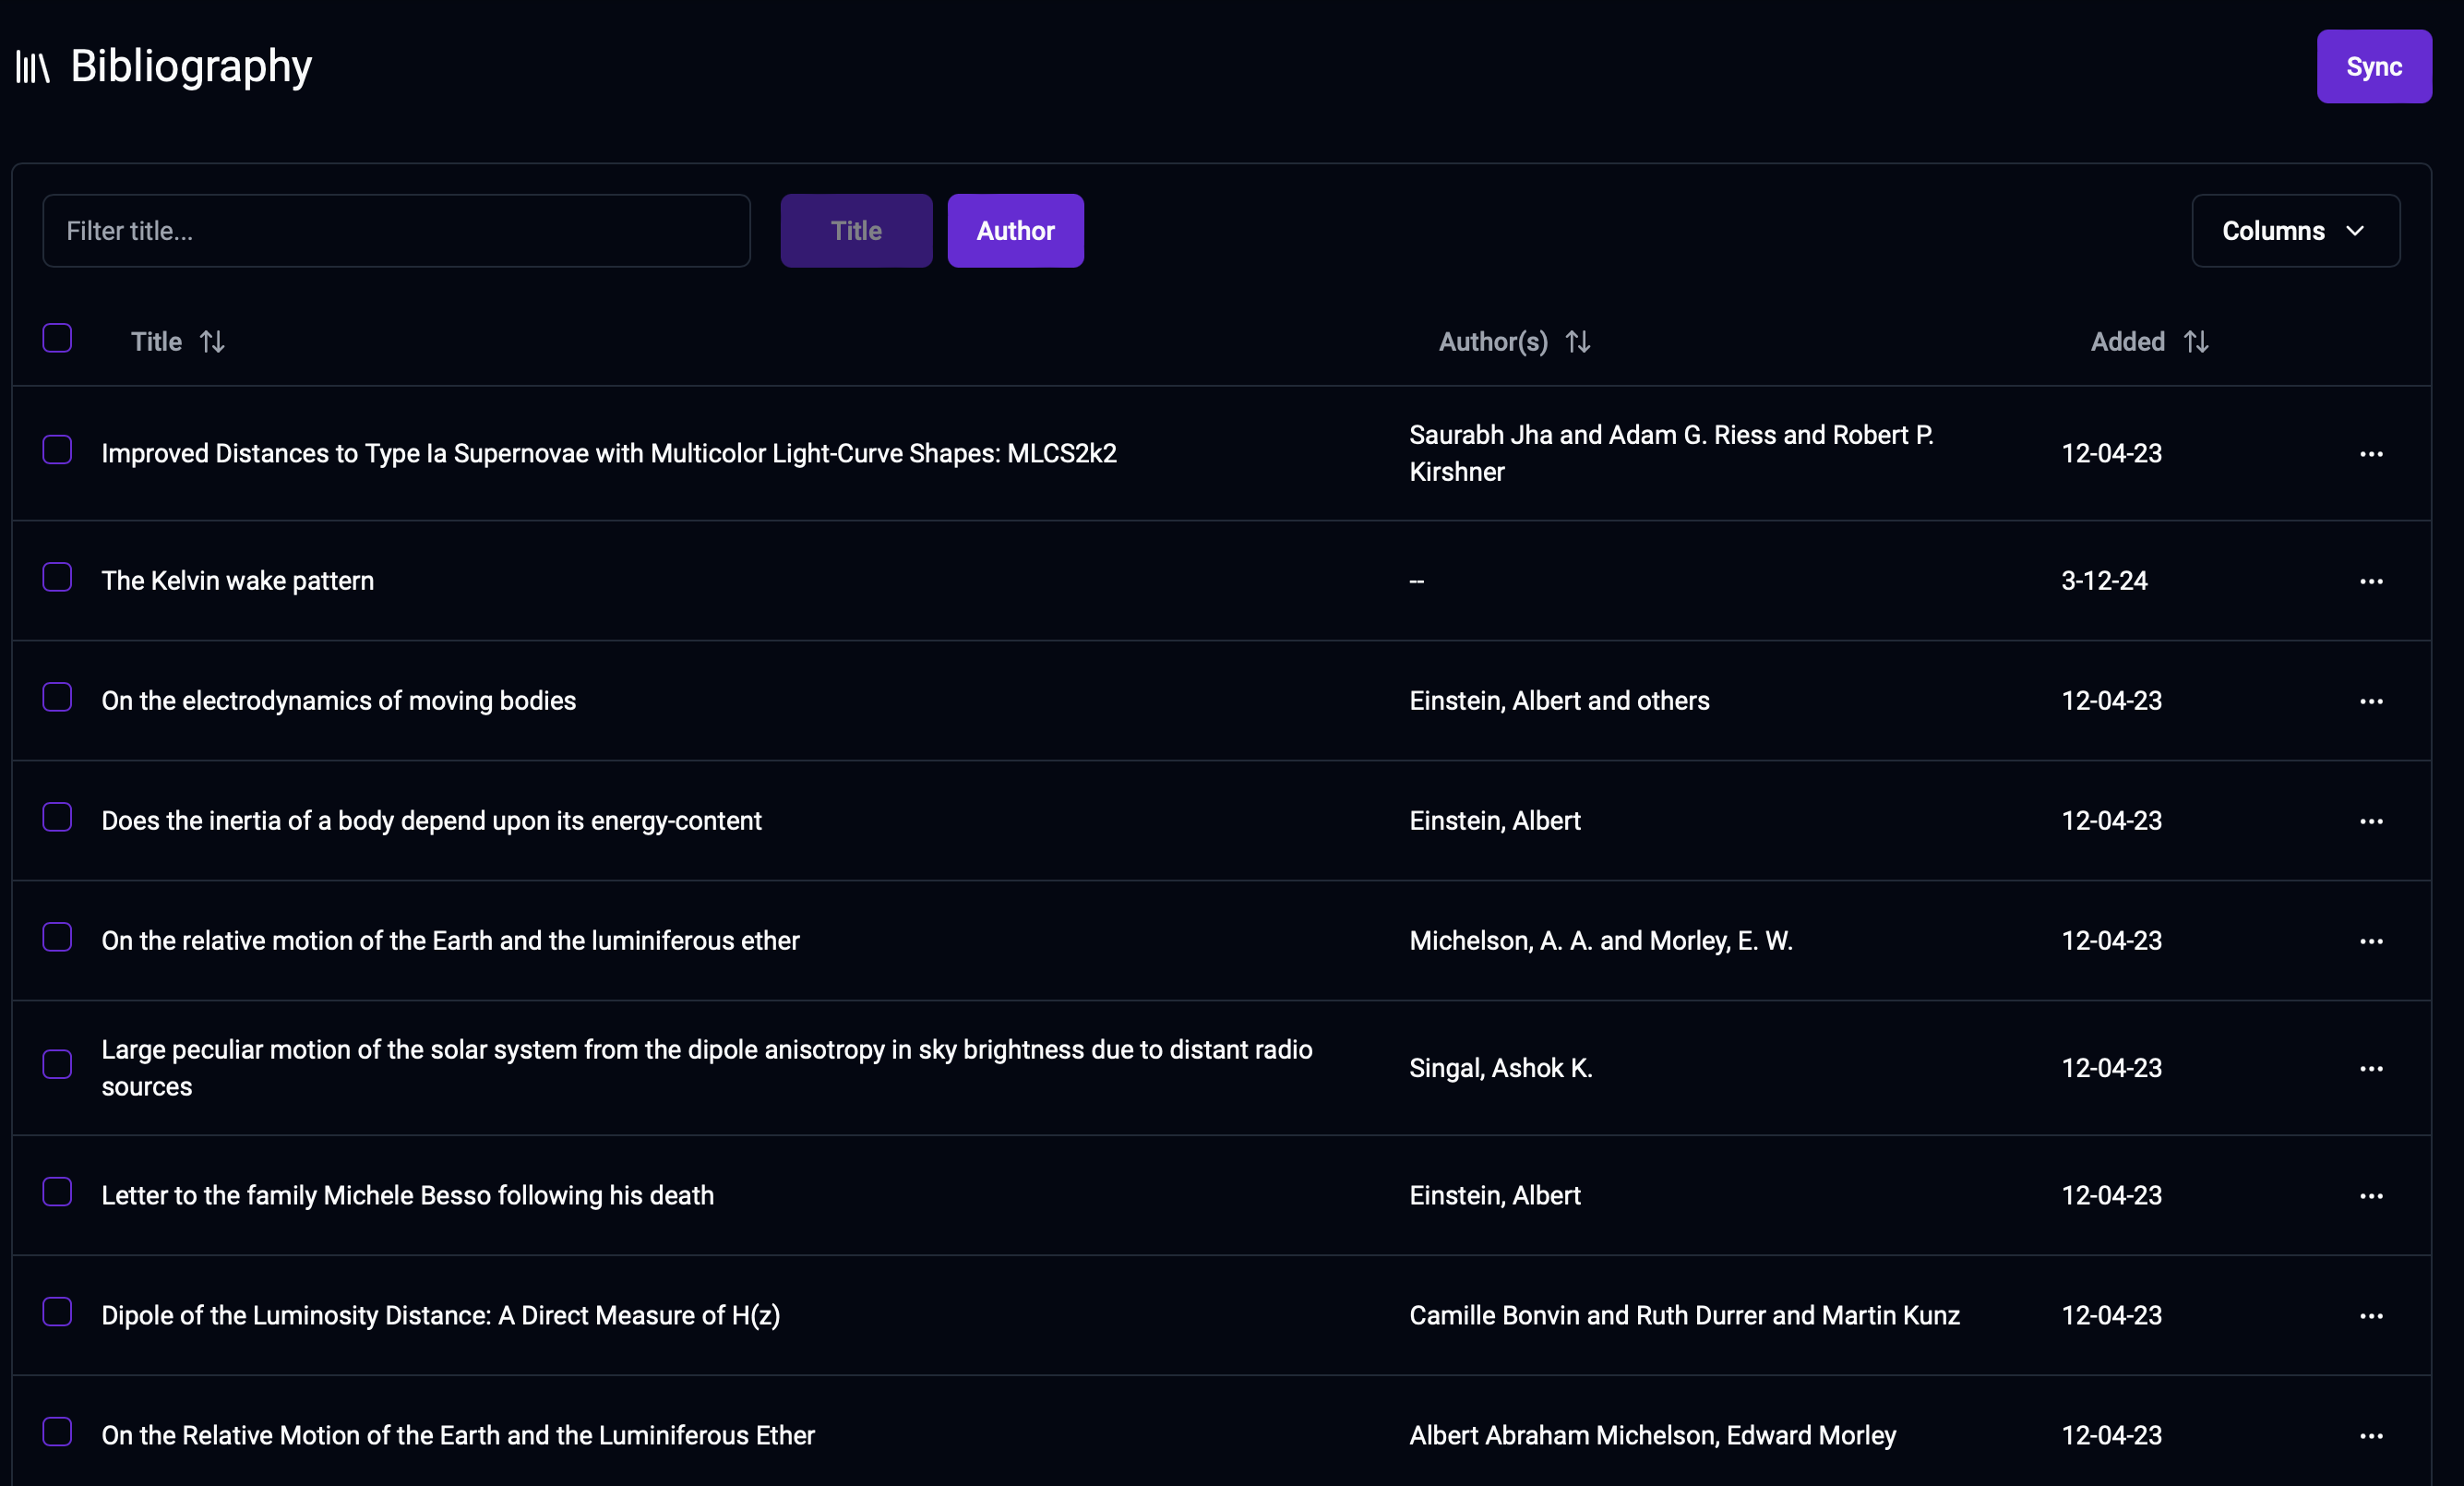 Bibliography
Sync
Filter title...
Title
Author
Columns
Title
Author(s)
Added
Improved Distances to Type Ia Supernovae with Multicolor Light-Curve Shapes: MLCS2k2
Saurabh Jha and Adam G. Riess and Robert P.
Kirshner
12-04-23
The Kelvin wake pattern
--
3-12-24
On the electrodynamics of moving bodies
Einstein, Albert and others
12-04-23
Does the inertia of a body depend upon its energy-content
Einstein, Albert
12-04-23
On the relative motion of the Earth and the luminiferous ether
Michelson, A. A. and Morley, E. W.
12-04-23
Large peculiar motion of the solar system from the dipole anisotropy in sky brightness due to distant radio
sources
Singal, Ashok K.
12-04-23
Letter to the family Michele Besso following his death
Einstein, Albert
12-04-23
Dipole of the Luminosity Distance: A Direct Measure of H(z)
Camille Bonvin and Ruth Durrer and Martin Kunz
12-04-23
On the Relative Motion of the Earth and the Luminiferous Ether
Albert Abraham Michelson, Edward Morley
12-04-23